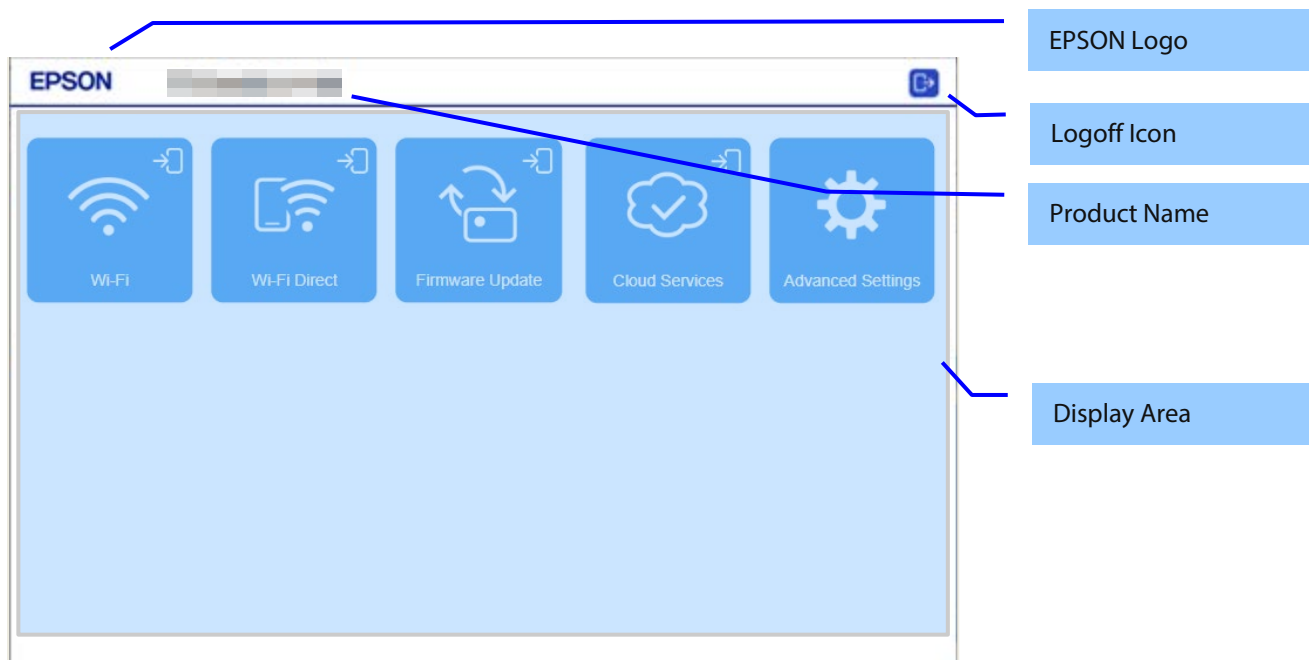 EPSON Logo
EPSON
Logoff Icon
Product Name
Wi-Fi
Wi-Fi Direct
Firmware Update
Cloud Services
Advanced Settings
Display Area